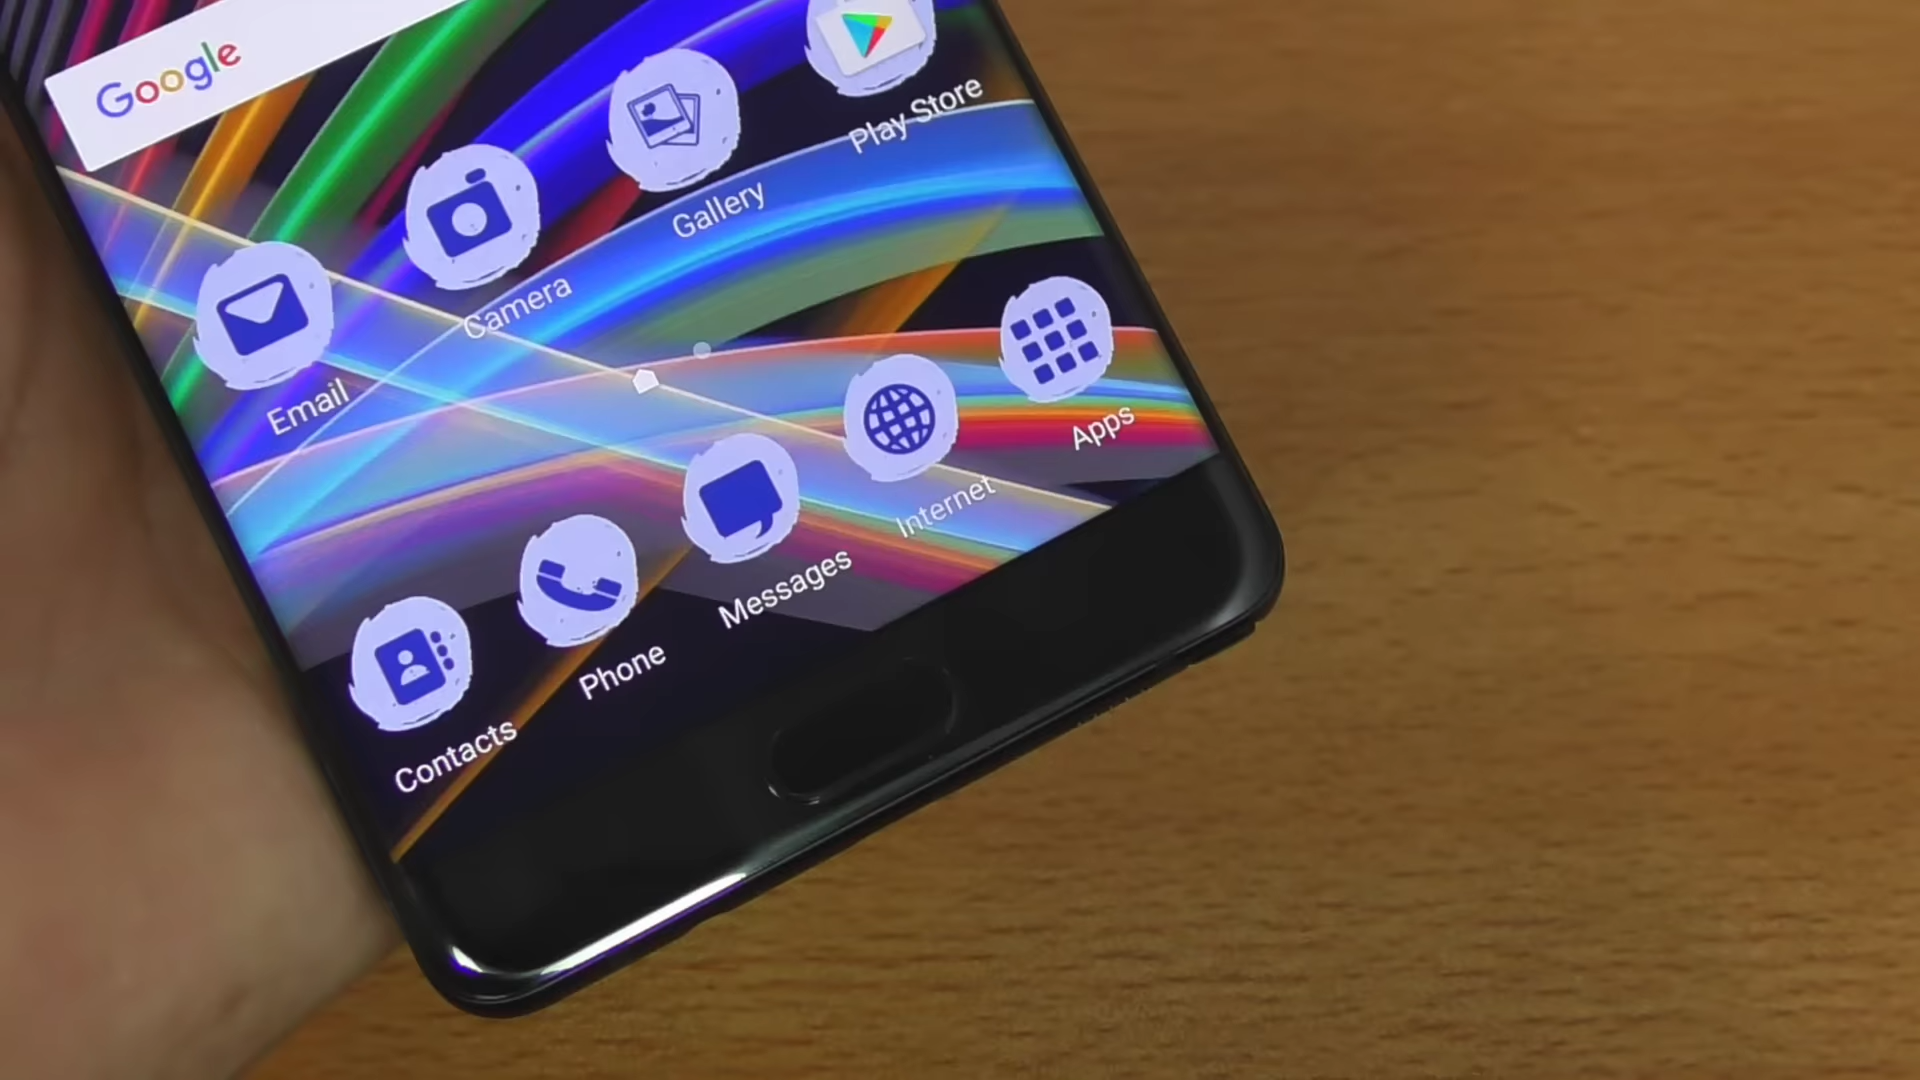 Google
Email
Camera
Gallery
Play Store
Contacts
Phone
Messages
Internet
Apps